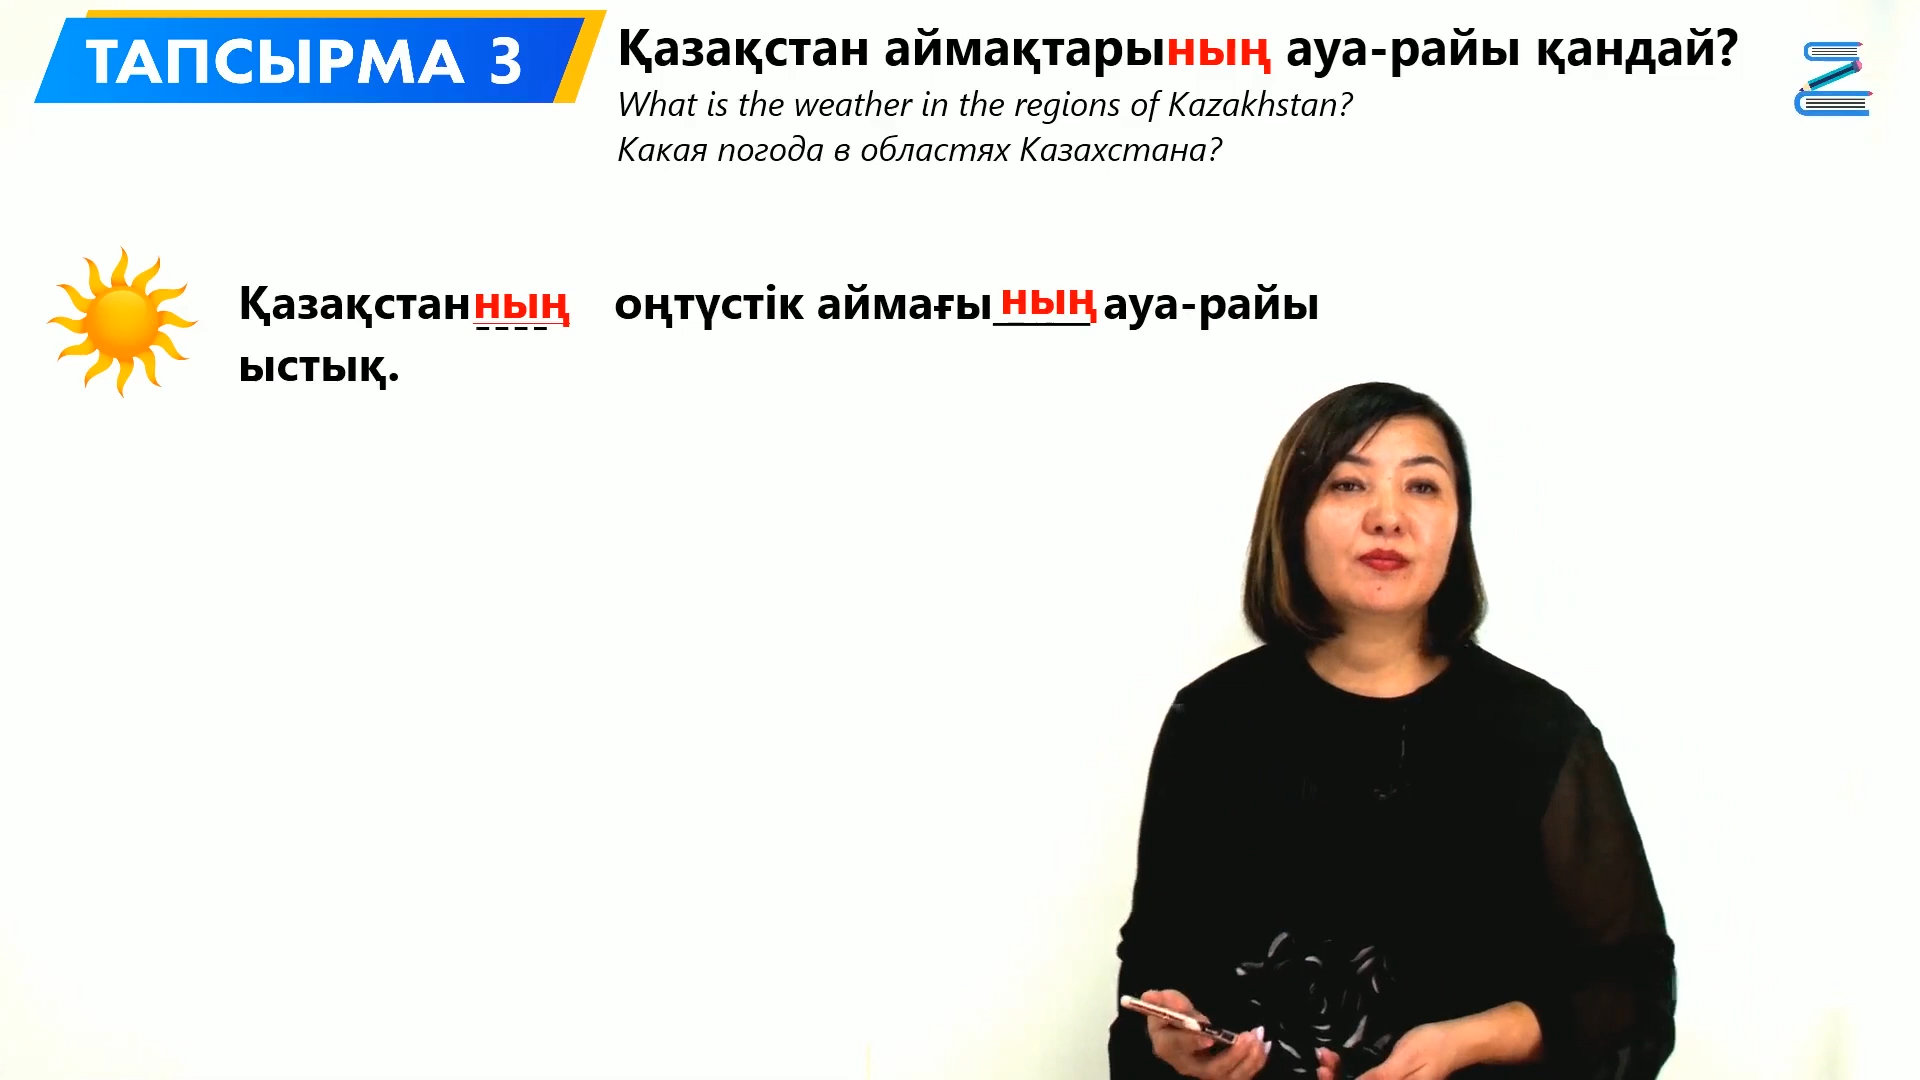 ТАПСЫРМА 3
Қазақстан аймақтарының ауа-райы қандай?
What is the weather in the regions of Kazakhstan?
Какая погода в областях Казахстана?
Қазақстанның оңтүстік аймағының ауа-райы
ыстық.